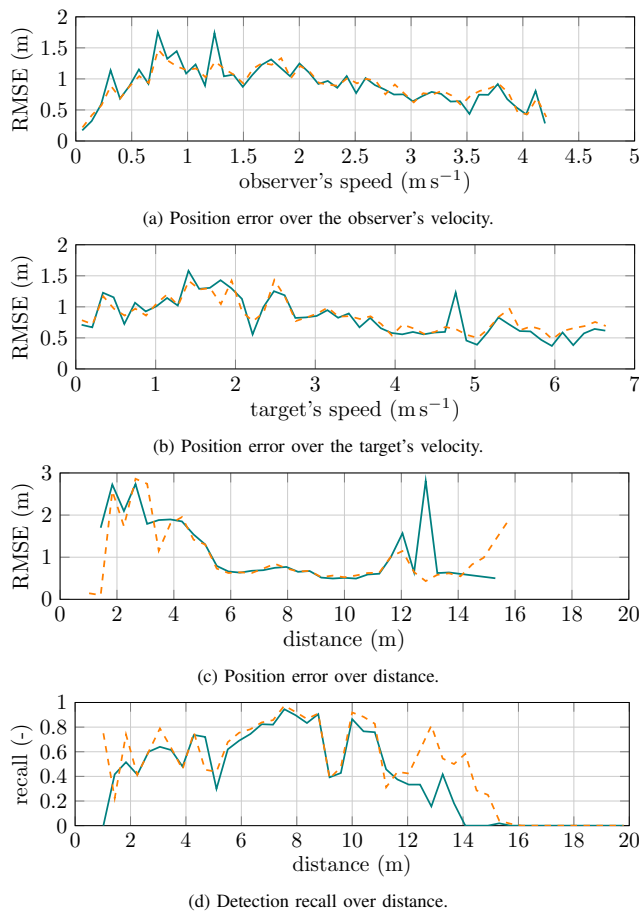 2
1.5
1
0.5
0
RMSE (m)
0 0.5 1 1.5 2 2.5 3 3.5 4 4.5 5
observer's speed (m s⁻¹)
(a) Position error over the observer's velocity.
2
1.5
1
0.5
0
RMSE (m)
0 1 2 3 4 5 6 7
target's speed (m s⁻¹)
(b) Position error over the target's velocity.
3
2
1
0
RMSE (m)
0 2 4 6 8 10 12 14 16 18 20
distance (m)
(c) Position error over distance.
1
0.8
0.6
0.4
0.2
0
recall (-)
0 2 4 6 8 10 12 14 16 18 20
distance (m)
(d) Detection recall over distance.